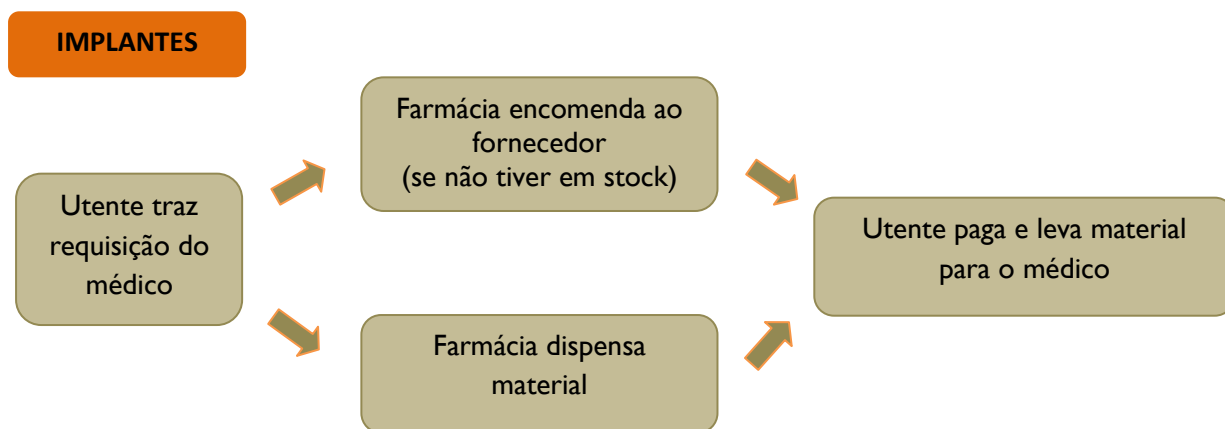 IMPLANTES
Utente traz
requisição do
médico
Farmácia encomenda ao
fornecedor
(se não tiver em stock)
Farmácia dispensa
material
Utente paga e leva material
para o médico